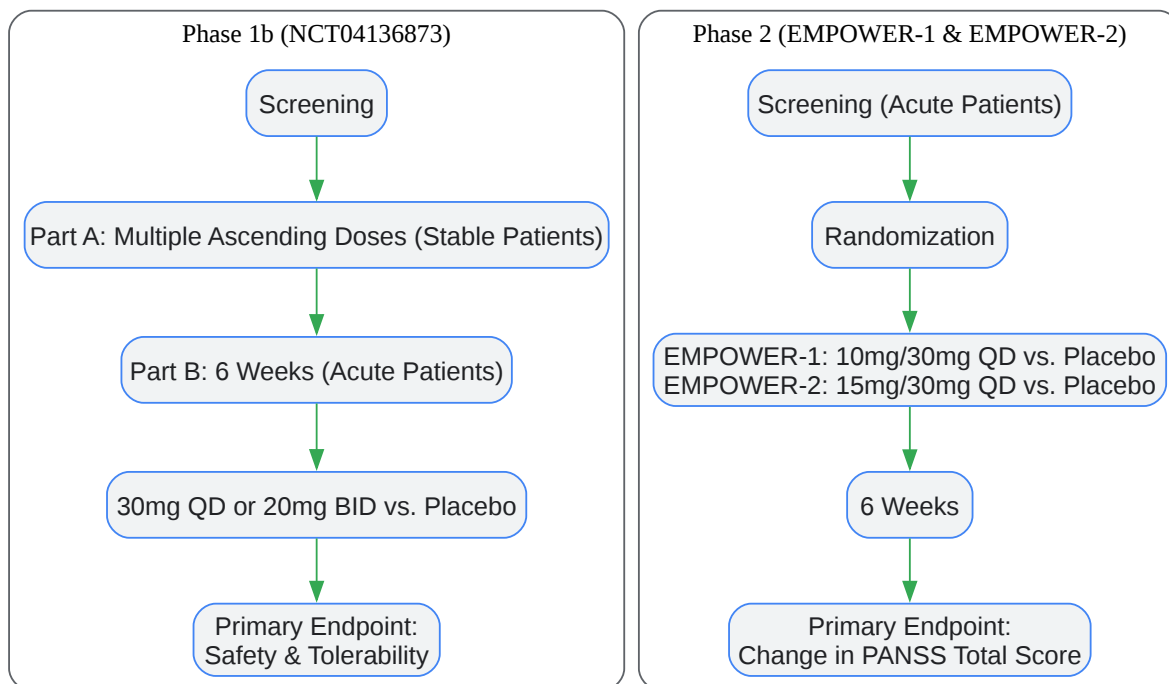 Phase 1b (NCT04136873)
Screening
Part A: Multiple Ascending Doses (Stable Patients)
Part B: 6 Weeks (Acute Patients)
30mg QD or 20mg BID vs. Placebo
Primary Endpoint:
Safety & Tolerability
Phase 2 (EMPOWER-1 & EMPOWER-2)
Screening (Acute Patients)
Randomization
EMPOWER-1: 10mg/30mg QD vs. Placebo
EMPOWER-2: 15mg/30mg QD vs. Placebo
6 Weeks
Primary Endpoint:
Change in PANSS Total Score